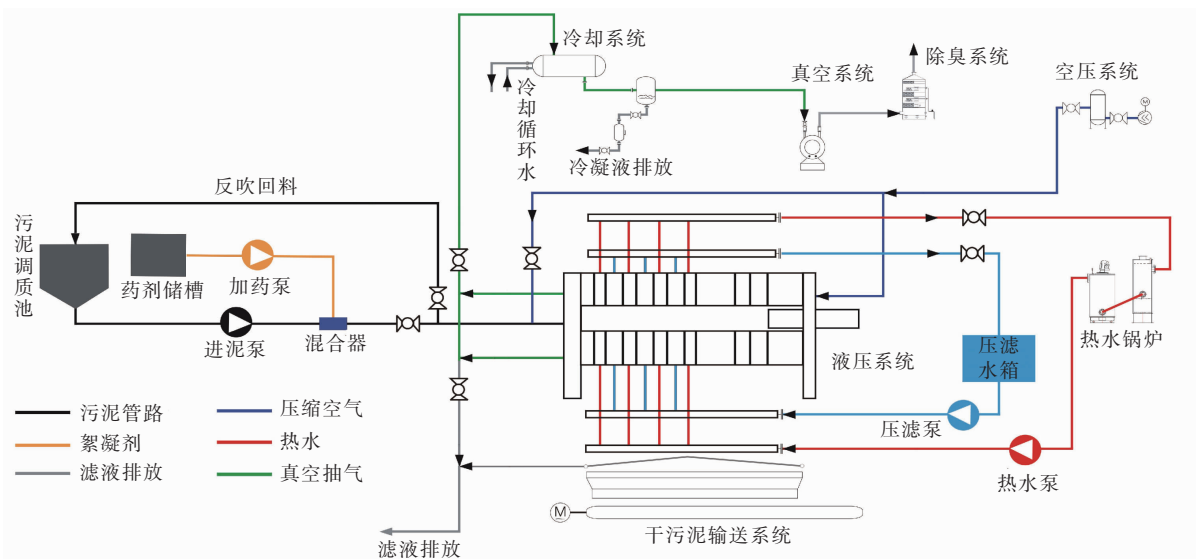 冷却系统
除臭系统
真空系统
空压系统
M
冷却循环水
冷凝液排放
反吹回料
污泥调质池
药剂储槽
加药泵
进泥泵
混合器
液压系统
压滤
水箱
热水锅炉
压滤泵
热水泵
污泥管路
压缩空气
絮凝剂
热水
滤液排放
真空抽气
M
干污泥输送系统
滤液排放